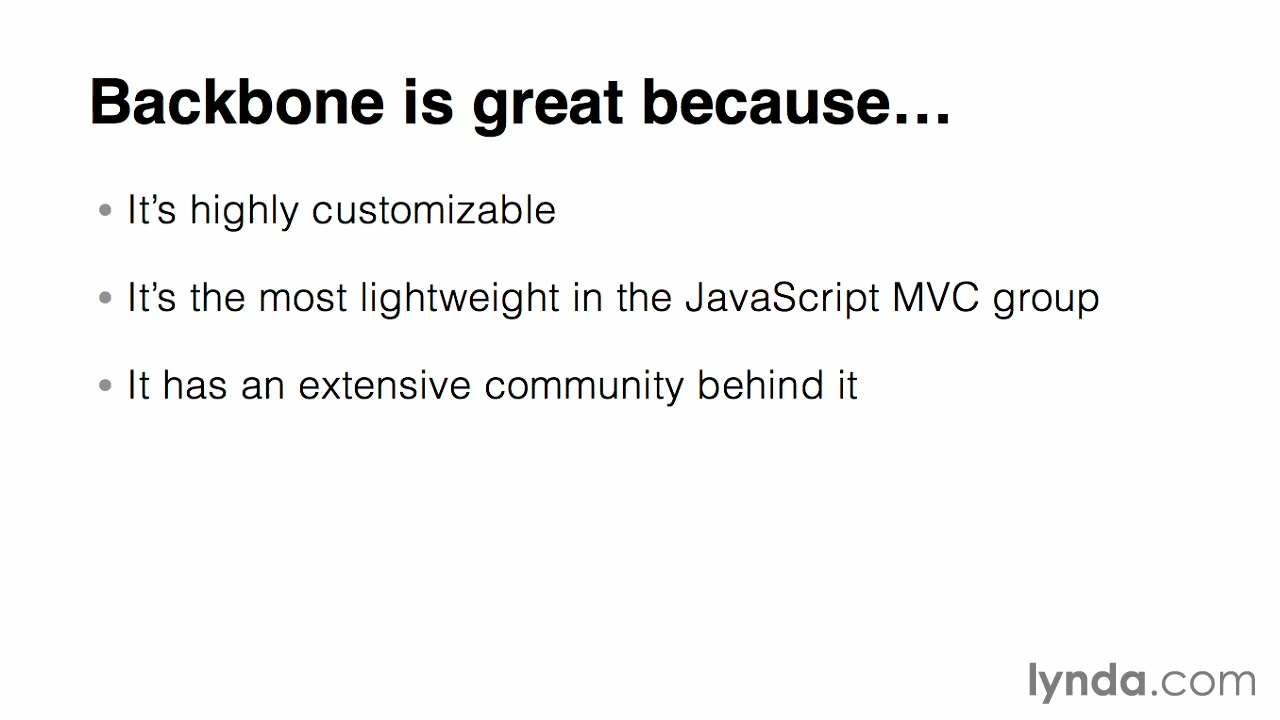 Backbone is great because…
• It’s highly customizable
• It’s the most lightweight in the JavaScript MVC group
• It has an extensive community behind it
lynda.com